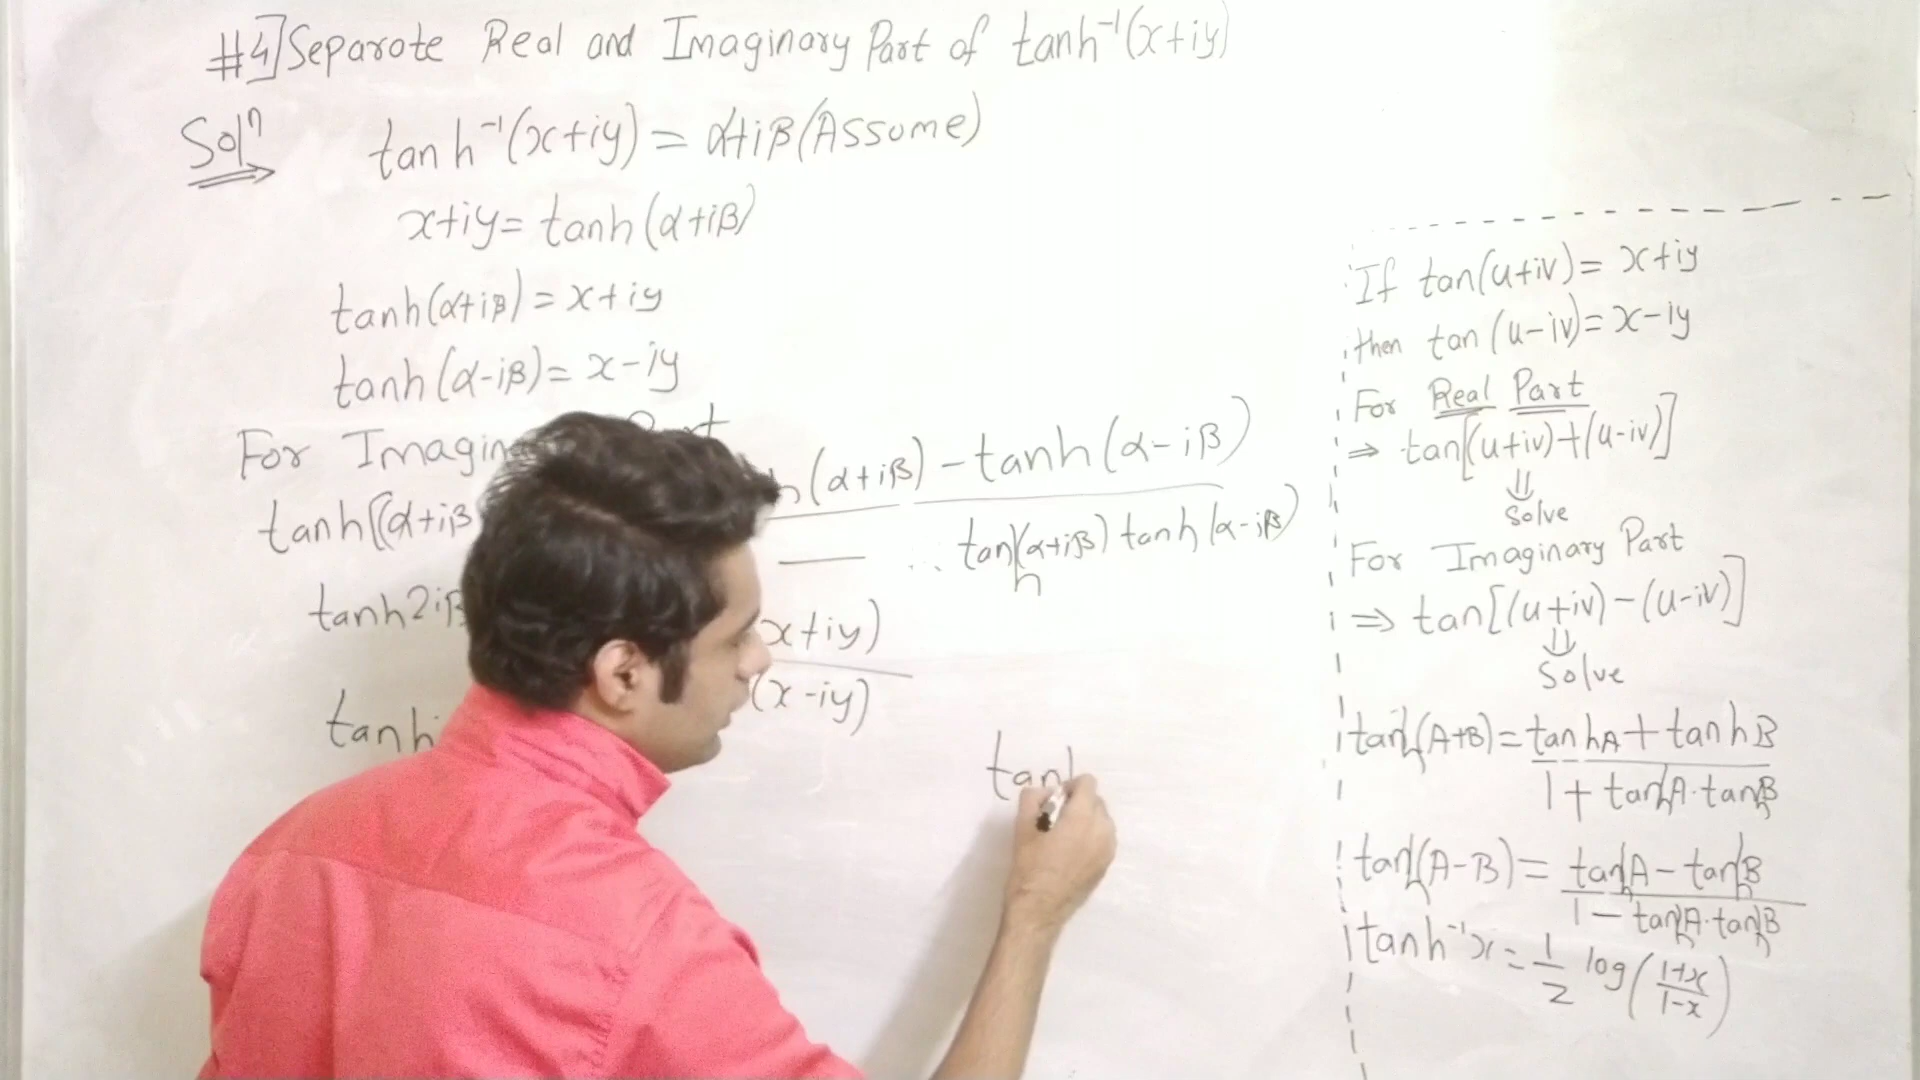 #4] Separate Real and Imaginary Part of tanh⁻¹(x+iy)
Solⁿ tanh⁻¹(x+iy) = α+iβ (Assume)
x+iy = tanh(α+iβ)
tanh(α+iβ) = x+iy
tanh(α-iβ) = x-iy
For
tanh[(α+iβ
(α+iβ) - tanh(α-iβ)
tanh(α+iβ) tanh(α-iβ)
tanh2iβ
x+iy)
(x-iy)
tanhi
tanh
If tan(u+iv) = x+iy
then tan(u-iv) = x-iy
For Real Part
⇒ tan[(u+iv)+(u-iv)]
⇓
Solve
For Imaginary Part
⇒ tan[(u+iv)-(u-iv)]
⇓
Solve
tanh(A+B) = tanhA + tanhB
1 + tanhA·tanhB
tanh(A-B) = tanhA - tanhB
1 - tanhA·tanhB
tanh⁻¹x = 1/2 log(1+x/1-x)